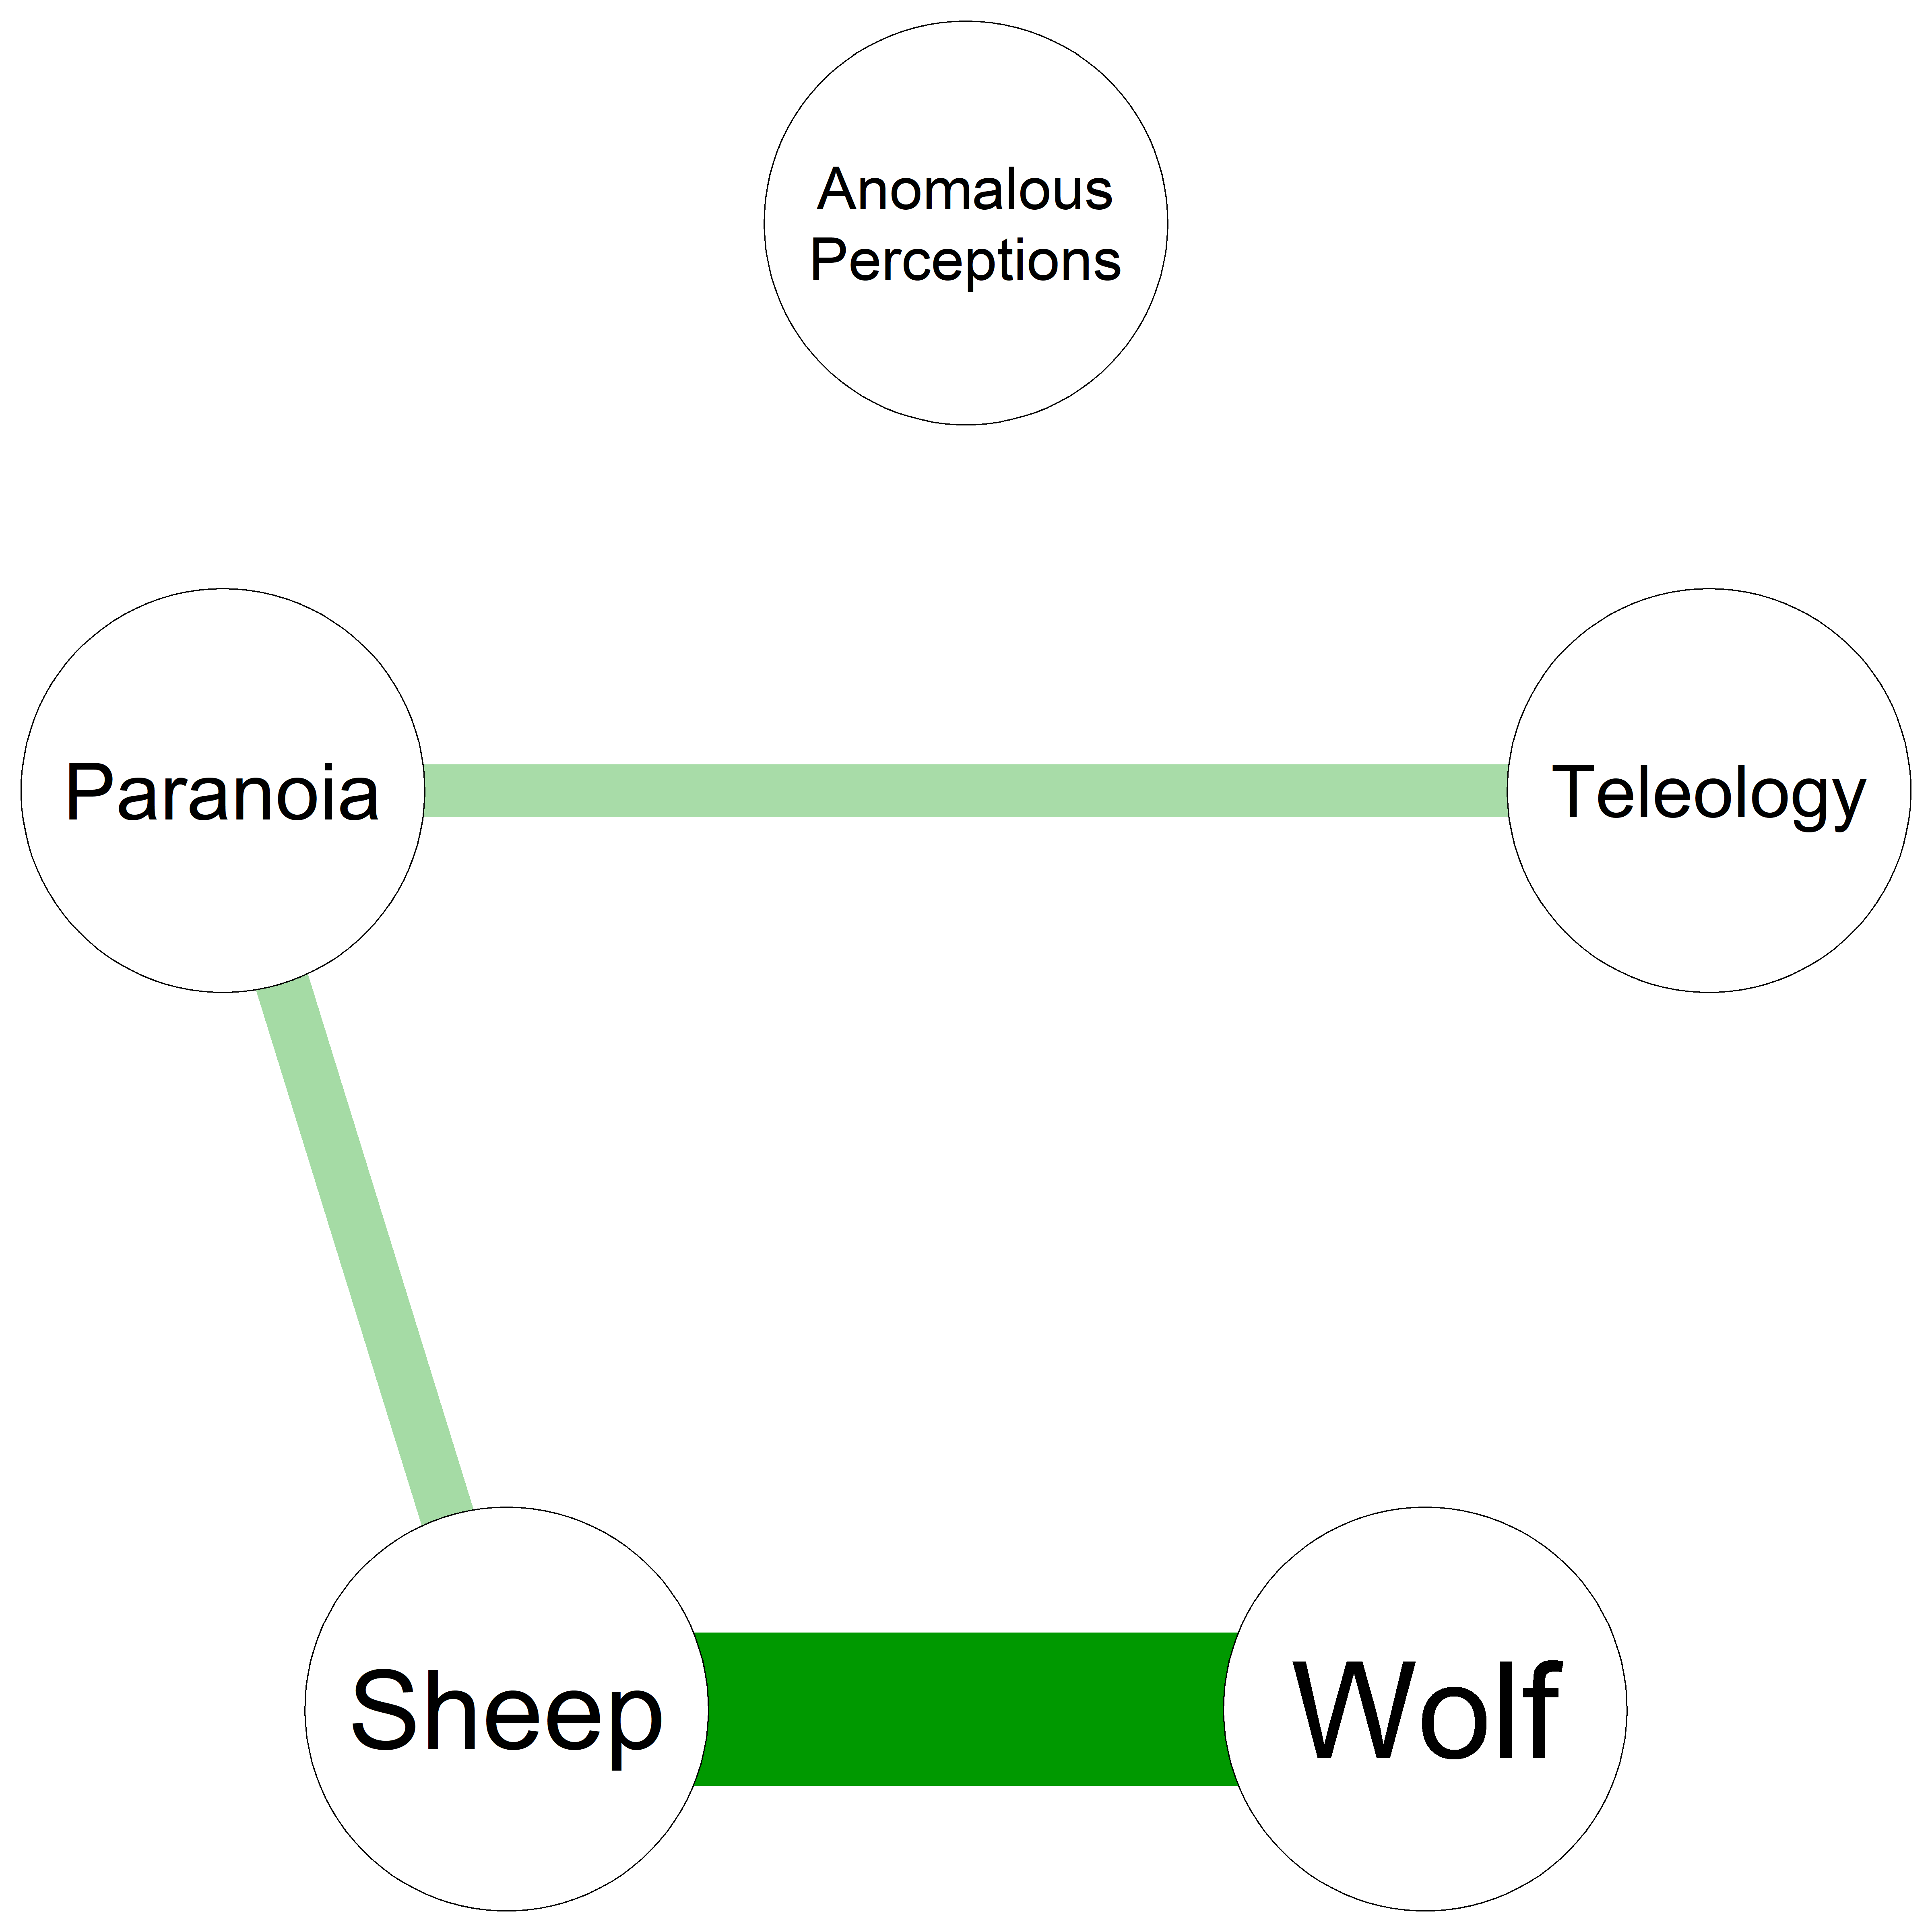 Anomalous
Perceptions
Paranoia
Teleology
Sheep
Wolf